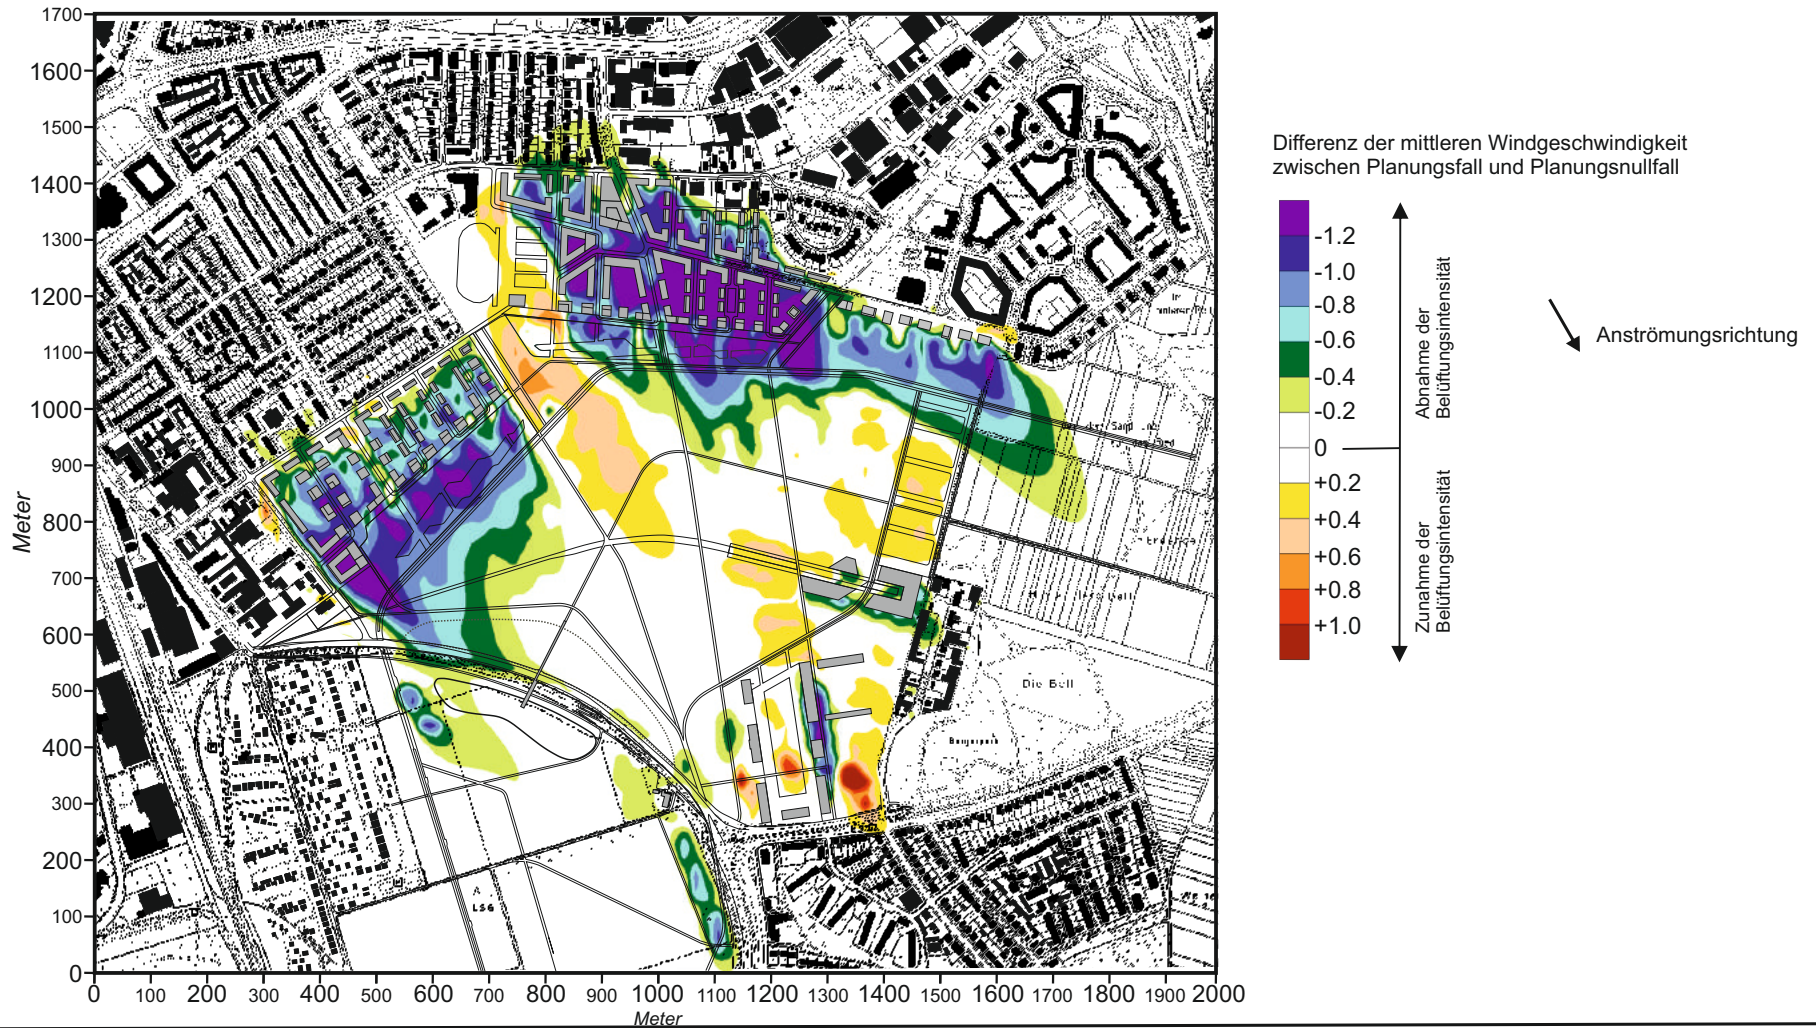 1700
1600
1500
1400
1300
1200
1100
1000
900
800
700
600
500
400
300
200
100
0
Meter
0 100 200 300 400 500 600 700 800 900 1000 1100 1200 1300 1400 1500 1600 1700 1800 1900 2000
Meter
Die Bell
LSG
Differenz der mittleren Windgeschwindigkeit
zwischen Planungsfall und Planungsnullfall
-1.2
-1.0
-0.8
-0.6
-0.4
-0.2
0
+0.2
+0.4
+0.6
+0.8
+1.0
Abnahme der
Belüftungsintensität
Zunahme der
Belüftungsintensität
Anströmungsrichtung